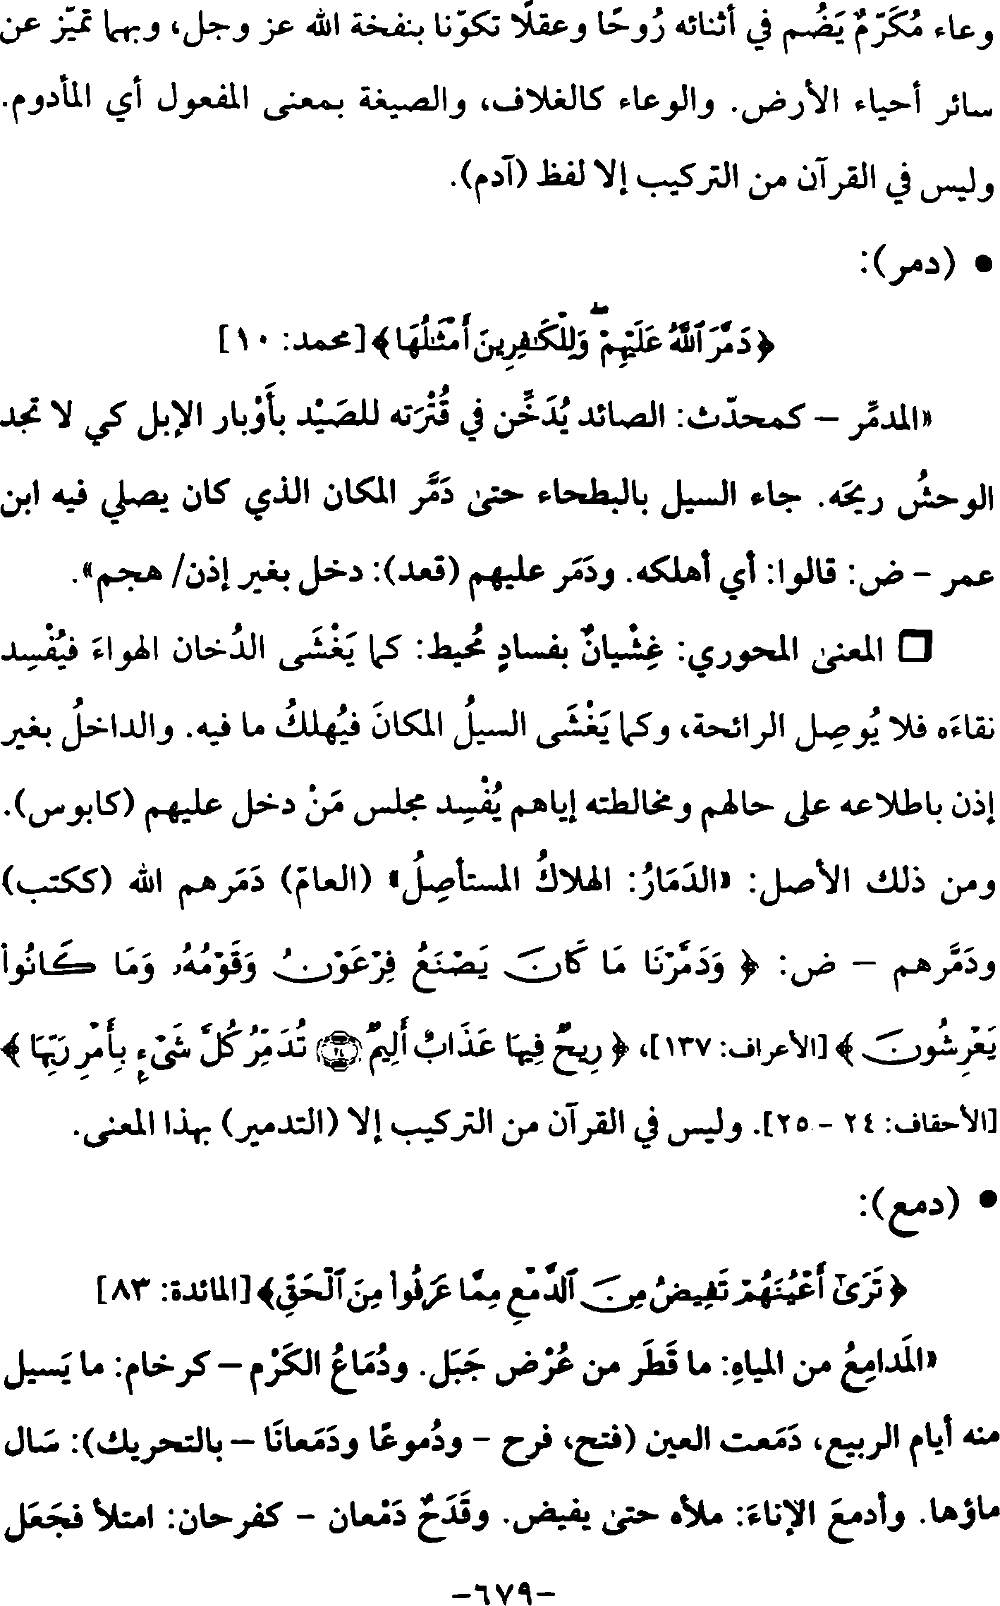 وعاء مُكَرّمٌ يَضُم في أثنائه رُوحًا وعقلًا تكوّنا بنفخة الله عز وجل، وبهما تميّز عن
سائر أحياء الأرض. والوعاء كالغلاف، والصيغة بمعنى المفعول أي المأدوم.
وليس في القرآن من التركيب إلا لفظ (آدم).
• (دمر):
﴿دَمَّرَ ٱللَّهُ عَلَيْهِمْ ۖ وَلِلْكَٰفِرِينَ أَمْثَٰلُهَا﴾ [محمد: ١٠]
«المدمِّر – كمحدّث: الصائد يُدَخِّن في قُتْرَته للصَيْد بأَوْبار الإبل كي لا تجد
الوحشُ ريحَه. جاء السيل بالبطحاء حتىٰ دَمَّر المكان الذي كان يصلي فيه ابن
عمر – ض: قالوا: أي أهلكه. ودَمَر عليهم (قعد): دخل بغير إذن/ هجم».
❒ المعنىٰ المحوري: غِشْيانٌ بفسادٍ مُحيط: كما يَغْشَى الدُخان الهواءَ فيُفْسِد
نقاءَه فلا يُوصِل الرائحة، وكما يَغْشَى السيلُ المكانَ فيُهلكُ ما فيه. والداخلُ بغير
إذن باطلاعه على حالهم ومخالطته إياهم يُفْسِد مجلس مَنْ دخل عليهم (كابوس).
ومن ذلك الأصل: «الدَمَارُ: الهلاكُ المستأصِلُ» (العامّ) دَمَرهم الله (ككتب)
ودَمَّرهم – ض: ﴿وَدَمَّرْنَا مَا كَانَ يَصْنَعُ فِرْعَوْنُ وَقَوْمُهُۥ وَمَا كَانُواْ
يَعْرِشُونَ﴾ [الأعراف: ١٣٧]، ﴿رِيحٌ فِيهَا عَذَابٌ أَلِيمٌ ۝٢٤ تُدَمِّرُ كُلَّ شَىْءٍۭ بِأَمْرِ رَبِّهَا﴾
[الأحقاف: ٢٤ – ٢٥]. وليس في القرآن من التركيب إلا (التدمير) بهذا المعنى.
• (دمع):
﴿تَرَىٰٓ أَعْيُنَهُمْ تَفِيضُ مِنَ ٱلدَّمْعِ مِمَّا عَرَفُواْ مِنَ ٱلْحَقِّ﴾ [المائدة: ٨٣]
«المَدامِعُ من المياهِ: ما قَطَر من عُرْض جَبَل. ودُمَاعُ الكَرْم – كرخام: ما يَسيل
منه أيام الربيع، دَمَعت العين (فتح، فرح – ودُموعًا ودَمَعانًا – بالتحريك): سَال
ماؤها. وأدمعَ الإناءَ: ملأه حتىٰ يفيض. وقَدَحٌ دَمْعان – كفرحان: امتلأ فجَعَل
–٦٧٩–